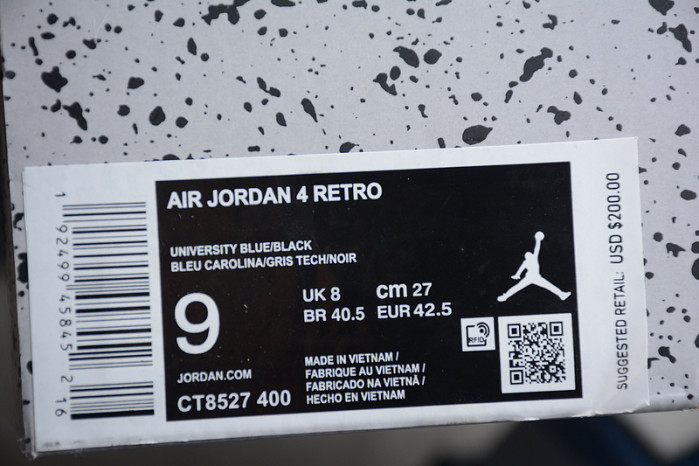 AIR JORDAN 4 RETRO
UNIVERSITY BLUE/BLACK
BLEU CAROLINA/GRIS TECH/NOIR
9
UK 8 cm 27
BR 40.5 EUR 42.5
RFID
JORDAN.COM
CT8527 400
MADE IN VIETNAM /
FABRIQUE AU VIETNAM /
FABRICADO NA VIETNÃ /
HECHO EN VIETNAM
1 92499 45845 2 16
SUGGESTED RETAIL: USD $200.00